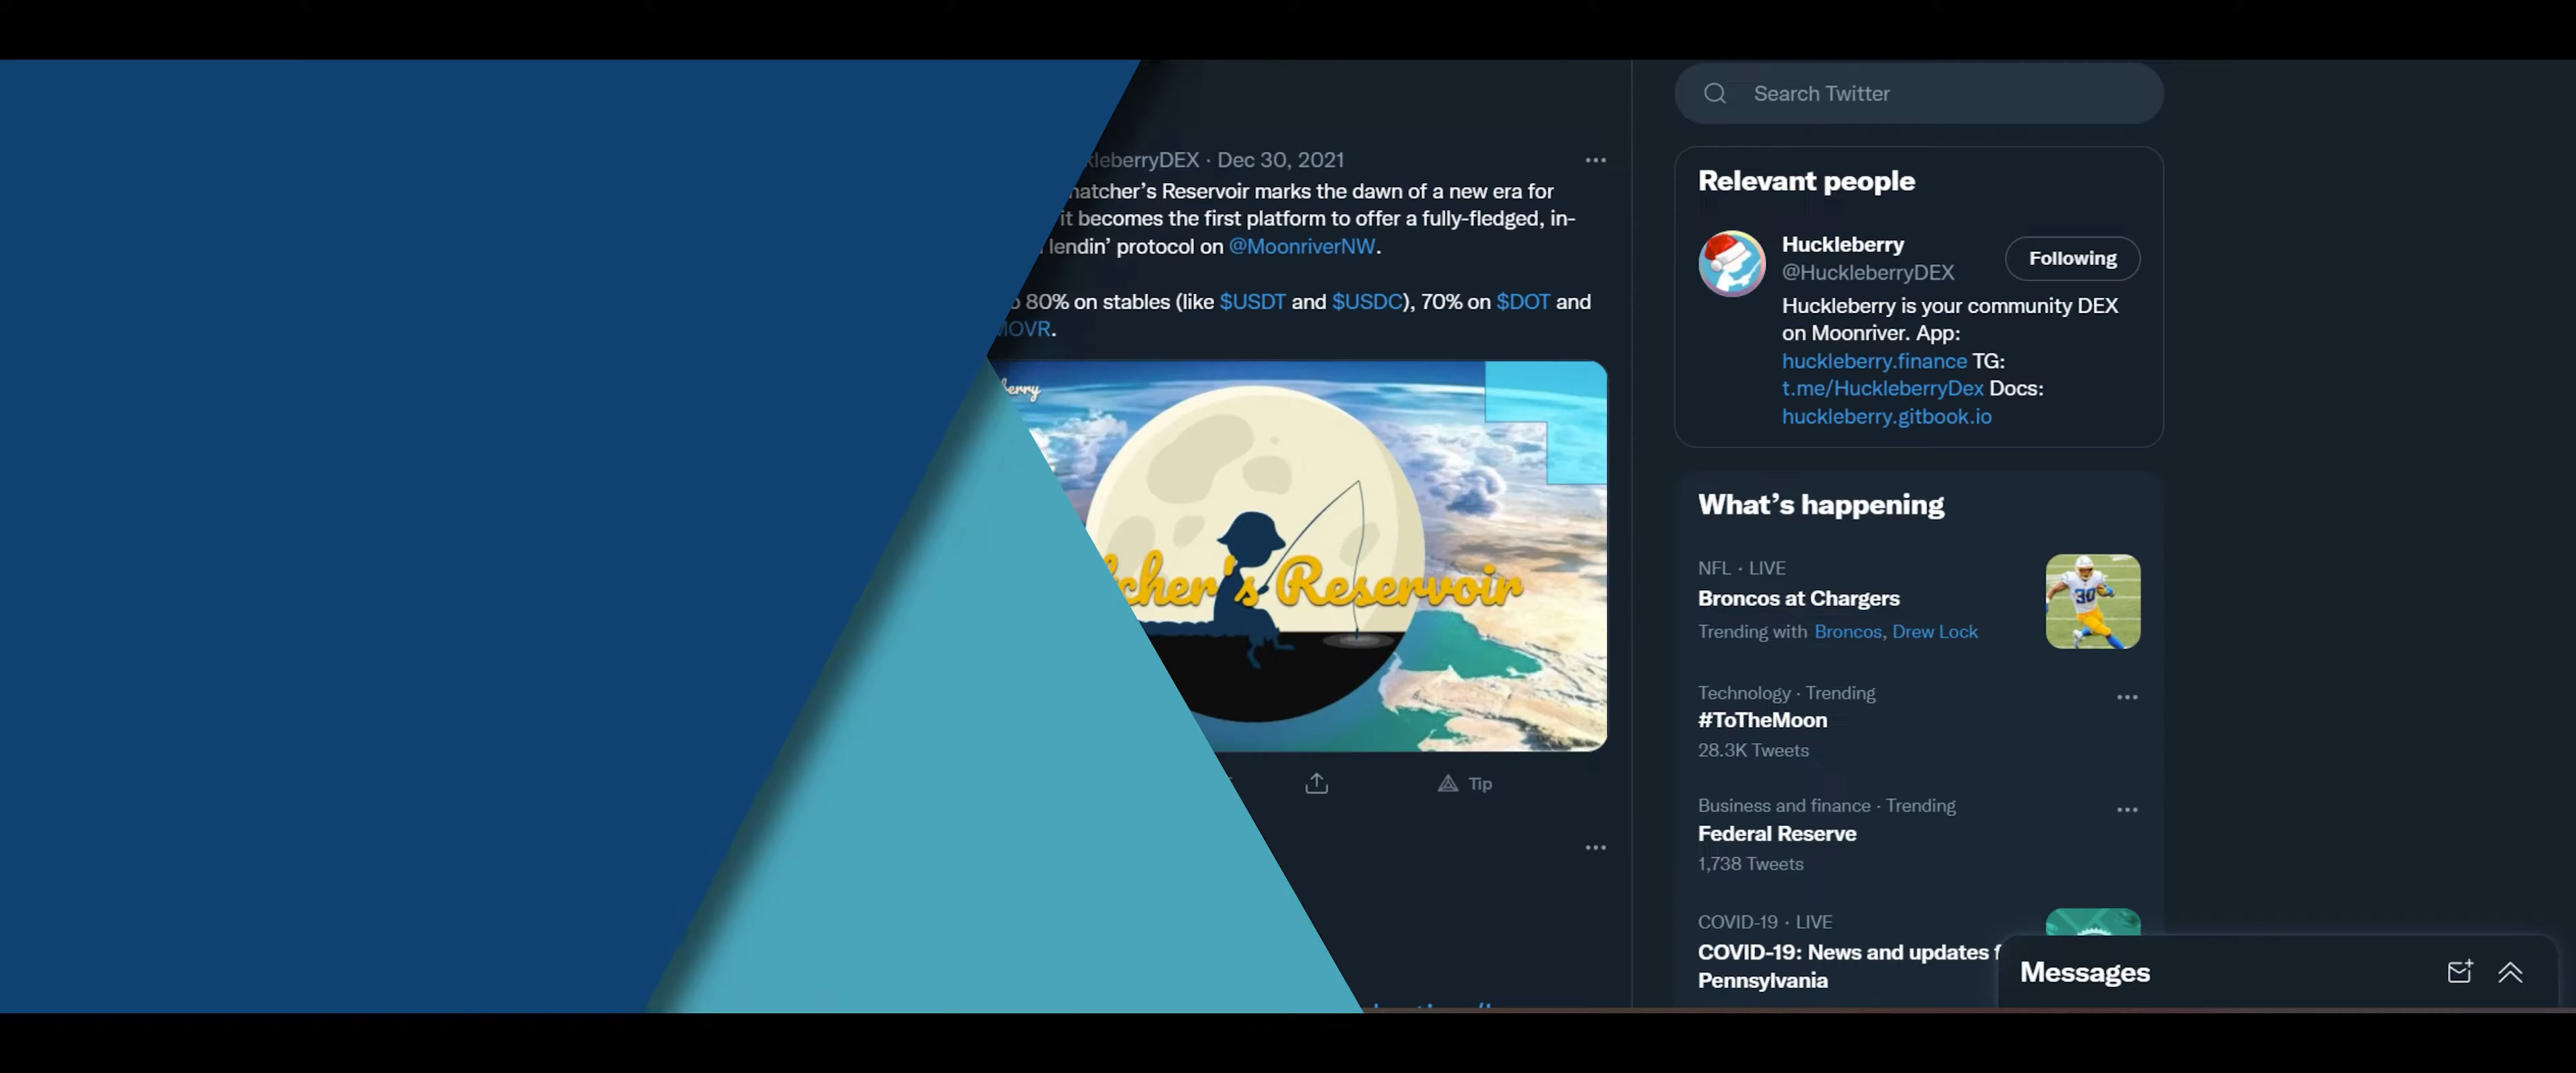 Search Twitter
kleberryDEX · Dec 30, 2021
hatcher's Reservoir marks the dawn of a new era for
it becomes the first platform to offer a fully-fledged, in-
lendin' protocol on @MoonriverNW.
80% on stables (like $USDT and $USDC), 70% on $DOT and
MOVR.
berry
tcher's Reservoir
Tip
Relevant people
Huckleberry
@HuckleberryDEX
Following
Huckleberry is your community DEX
on Moonriver. App:
huckleberry.finance TG:
t.me/HuckleberryDex Docs:
huckleberry.gitbook.io
What's happening
NFL · LIVE
Broncos at Chargers
Trending with Broncos, Drew Lock
Technology · Trending
#ToTheMoon
28.3K Tweets
Business and finance · Trending
Federal Reserve
1,738 Tweets
COVID-19 · LIVE
COVID-19: News and updates f
Pennsylvania
Messages